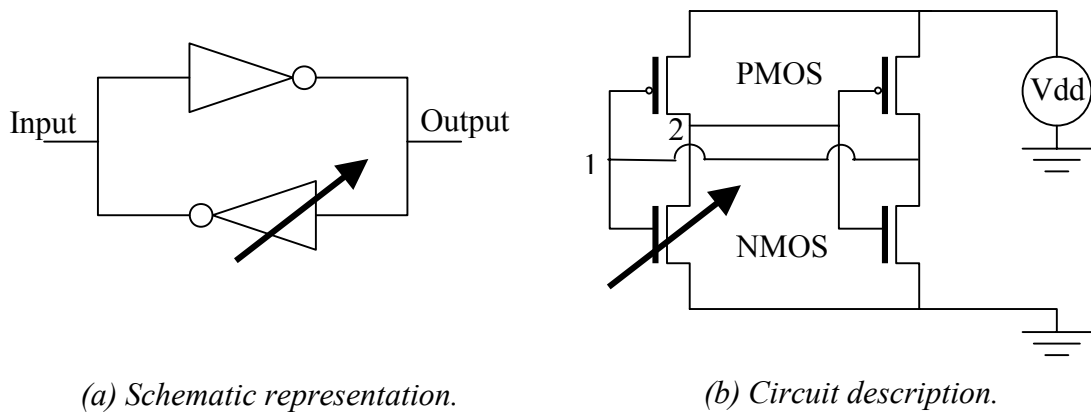 Input
Output
PMOS
Vdd
2
1
NMOS
(a) Schematic representation.
(b) Circuit description.